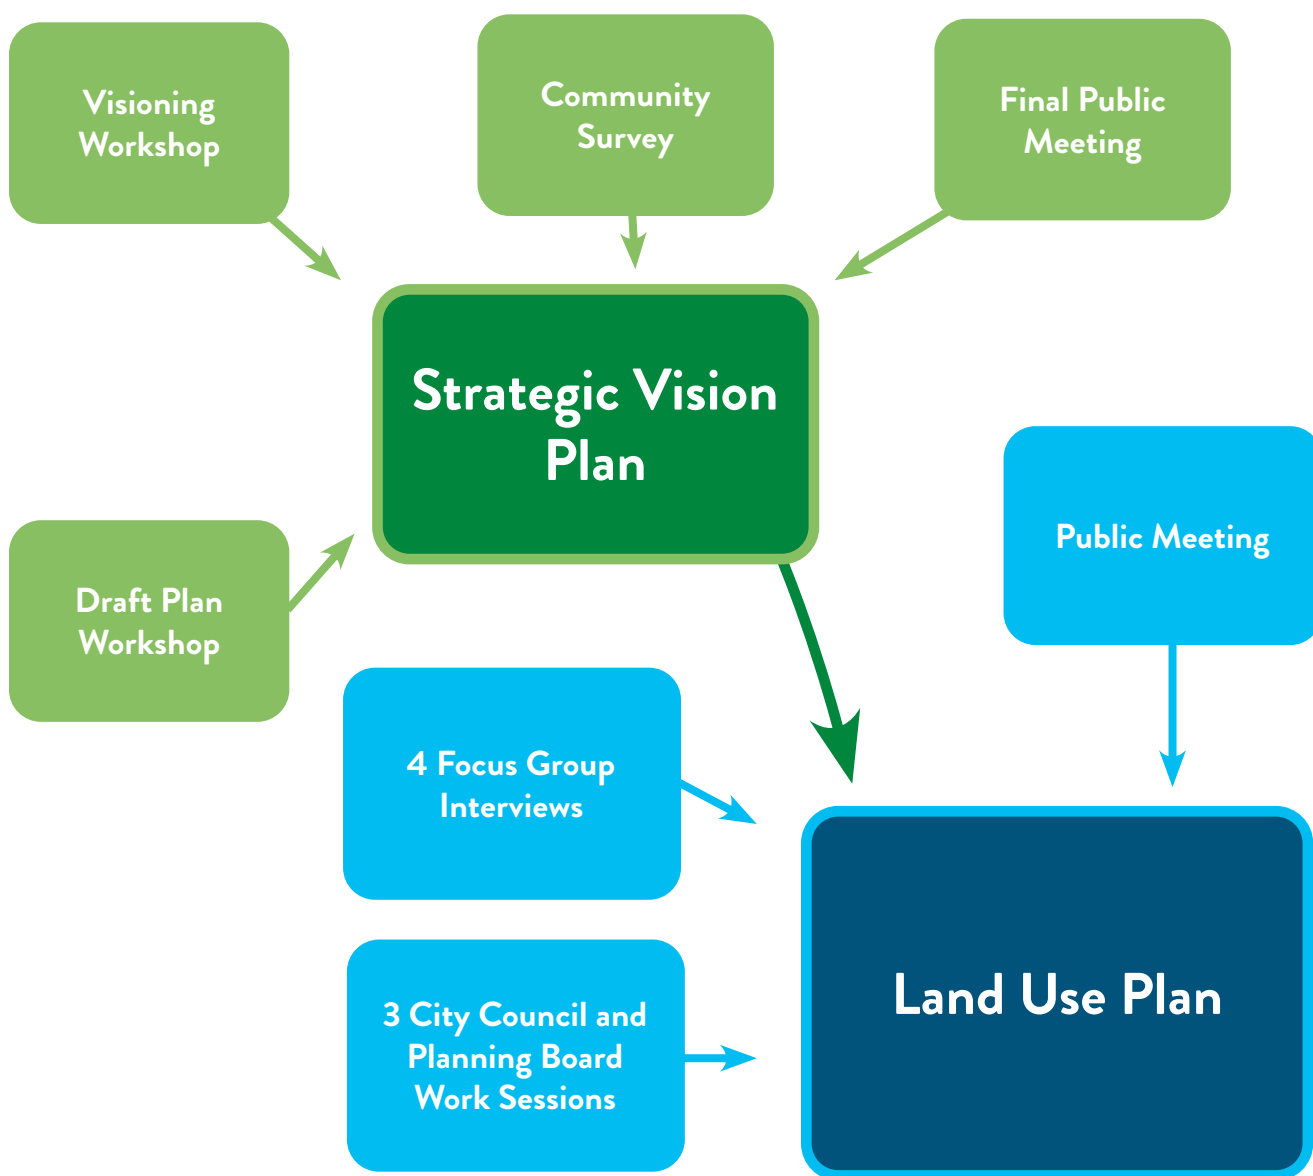 Visioning
Workshop
Community
Survey
Final Public
Meeting
Strategic Vision
Plan
Public Meeting
Draft Plan
Workshop
4 Focus Group
Interviews
3 City Council and
Planning Board
Work Sessions
Land Use Plan